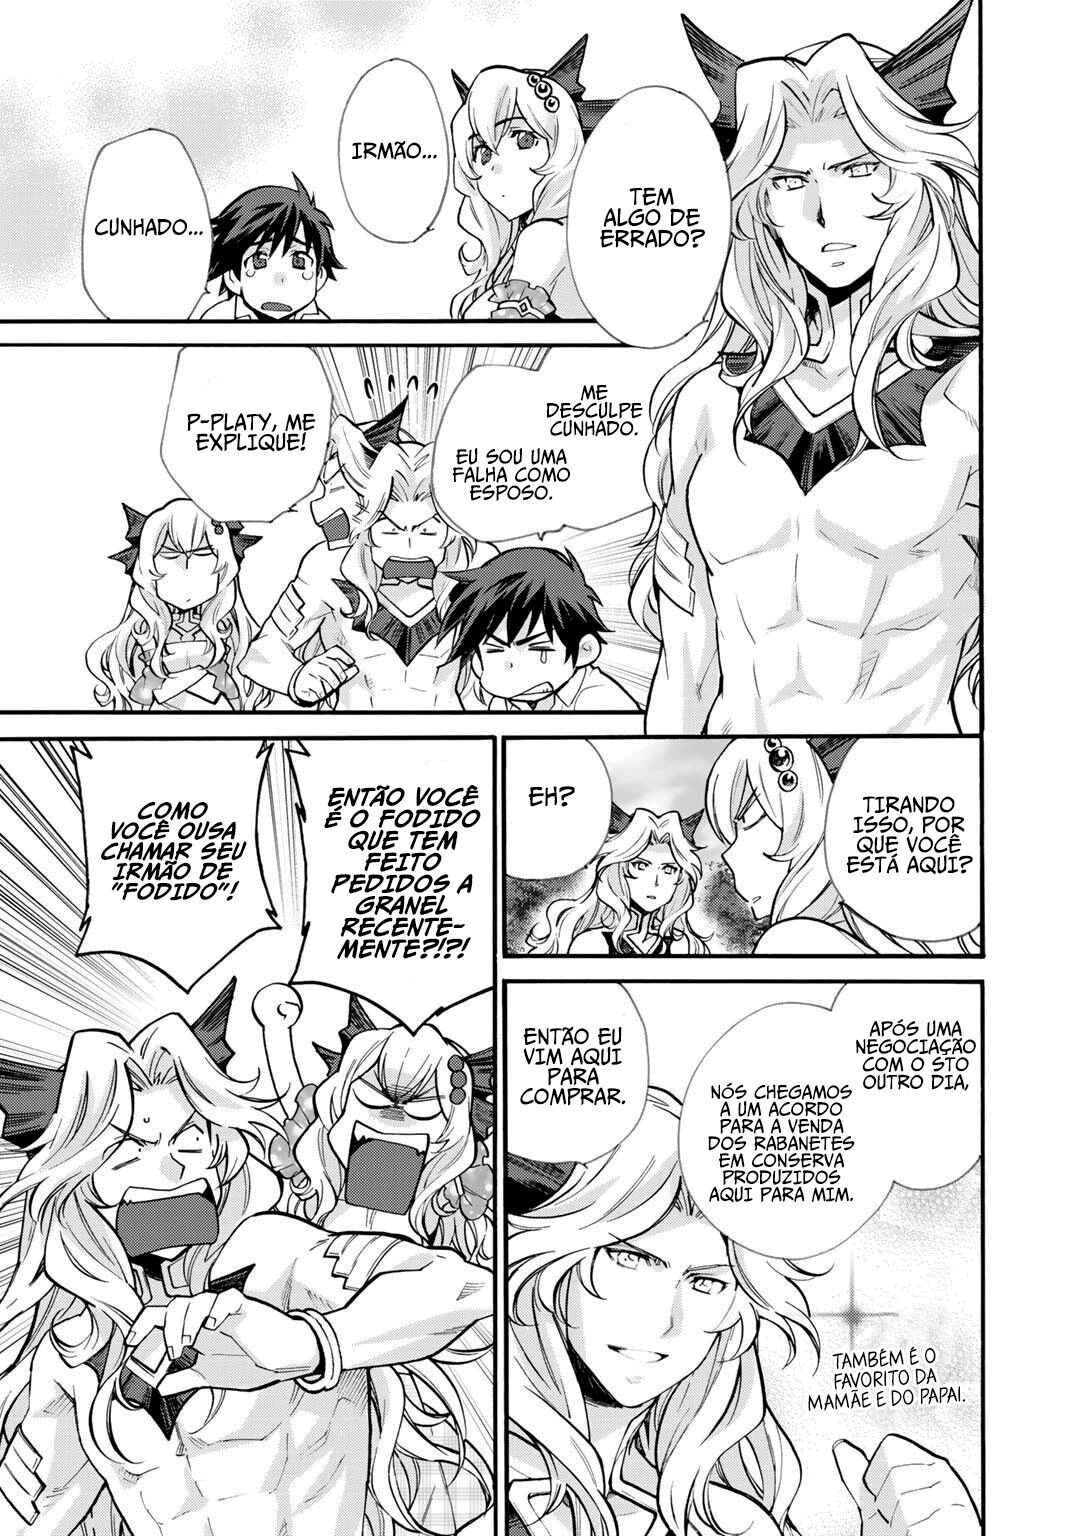 TEM
ALGO DE
ERRADO?
IRMÃO...
CUNHADO...
ME
DESCULPE
CUNHADO.
EU SOU UMA
FALHA COMO
ESPOSO.
P-PLATY, ME
EXPLIQUE!
TIRANDO
ISSO, POR
QUE VOCÊ
ESTÁ AQUI?
EH?
APÓS UMA
NEGOCIAÇÃO
COM O STO
OUTRO DIA,
NÓS CHEGAMOS
A UM ACORDO
PARA A VENDA
DOS RABANETES
EM CONSERVA
PRODUZIDOS
AQUI PARA MIM.
ENTÃO EU
VIM AQUI
PARA
COMPRAR.
TAMBÉM É O
FAVORITO DA
MAMÃE E DO PAPAI.
ENTÃO VOCÊ
É O FODIDO
QUE TEM
FEITO
PEDIDOS A
GRANEL
RECENTE-
MENTE?!?!
COMO
VOCÊ OUSA
CHAMAR SEU
IRMÃO DE
"FODIDO"!